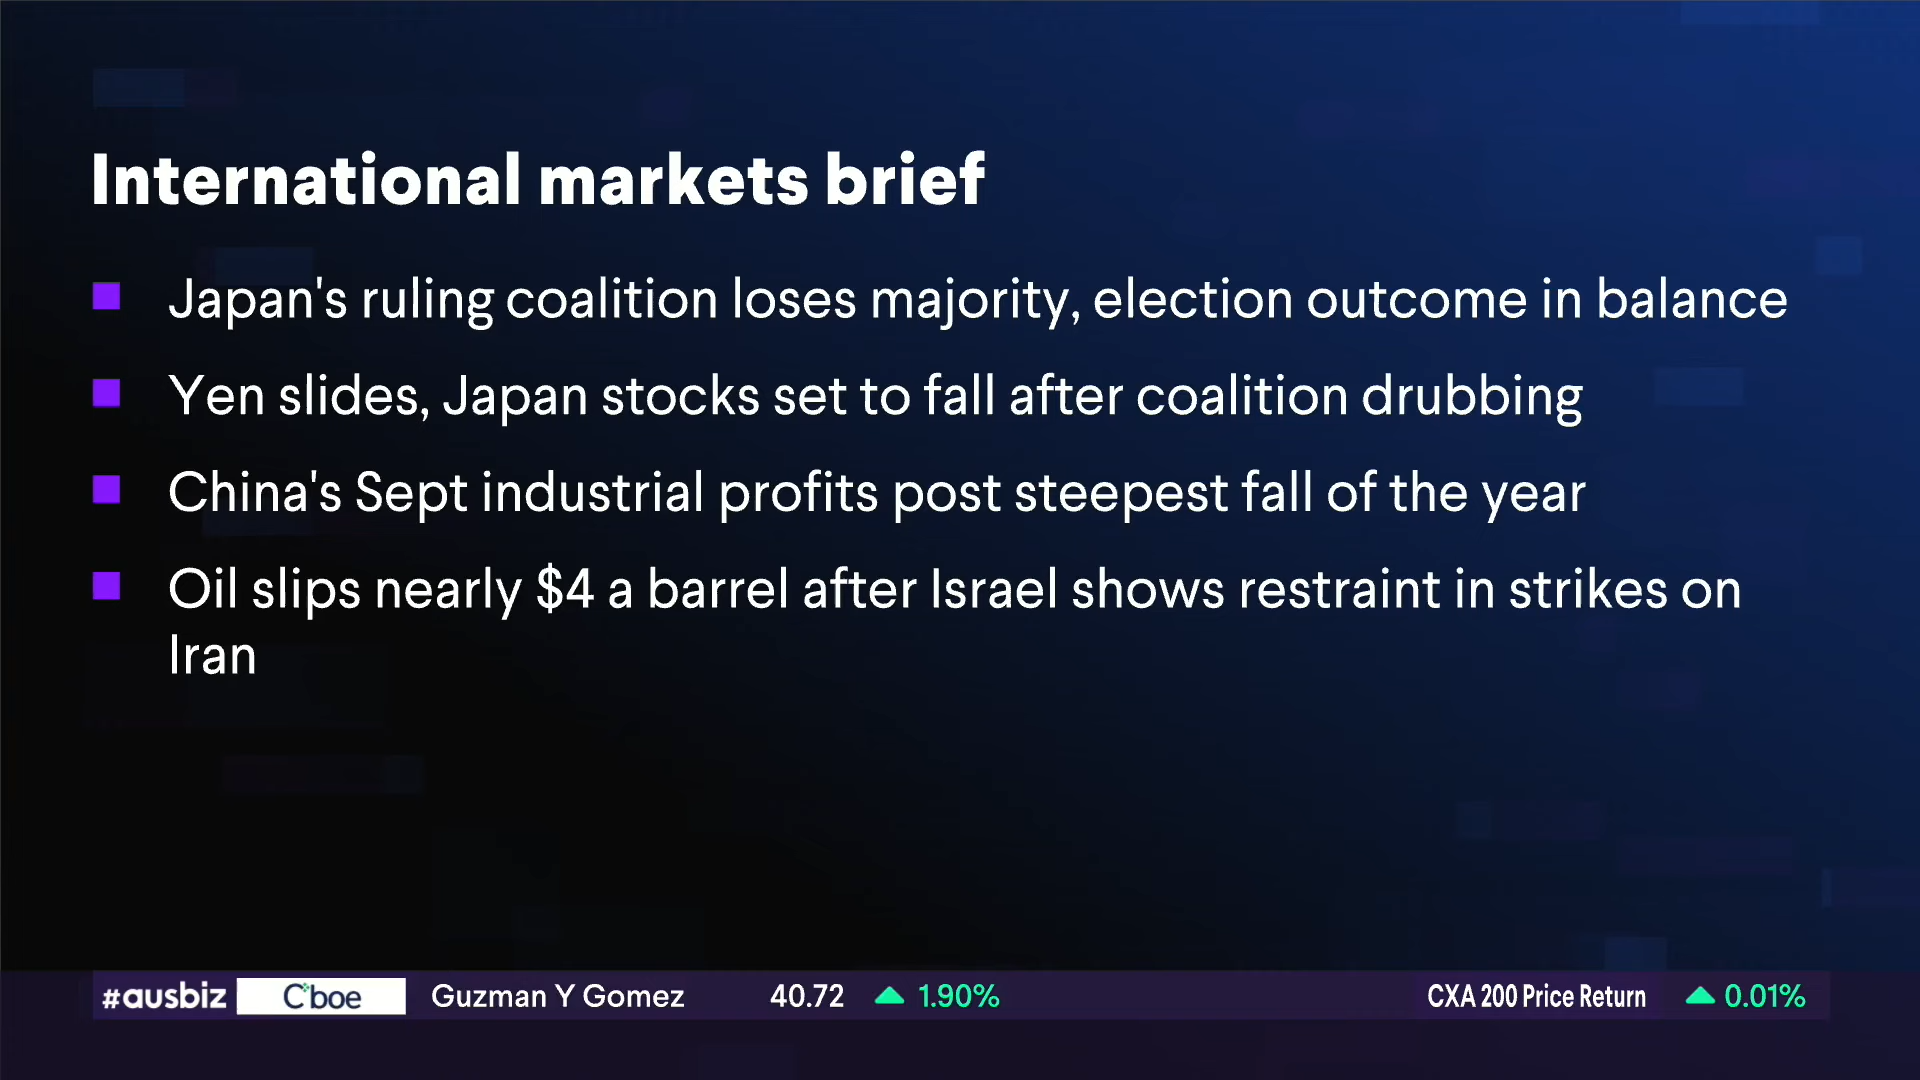 International markets brief
Japan's ruling coalition loses majority, election outcome in balance
Yen slides, Japan stocks set to fall after coalition drubbing
China's Sept industrial profits post steepest fall of the year
Oil slips nearly $4 a barrel after Israel shows restraint in strikes on
Iran
#ausbiz Cboe Guzman Y Gomez 40.72 1.90% CXA 200 Price Return 0.01%